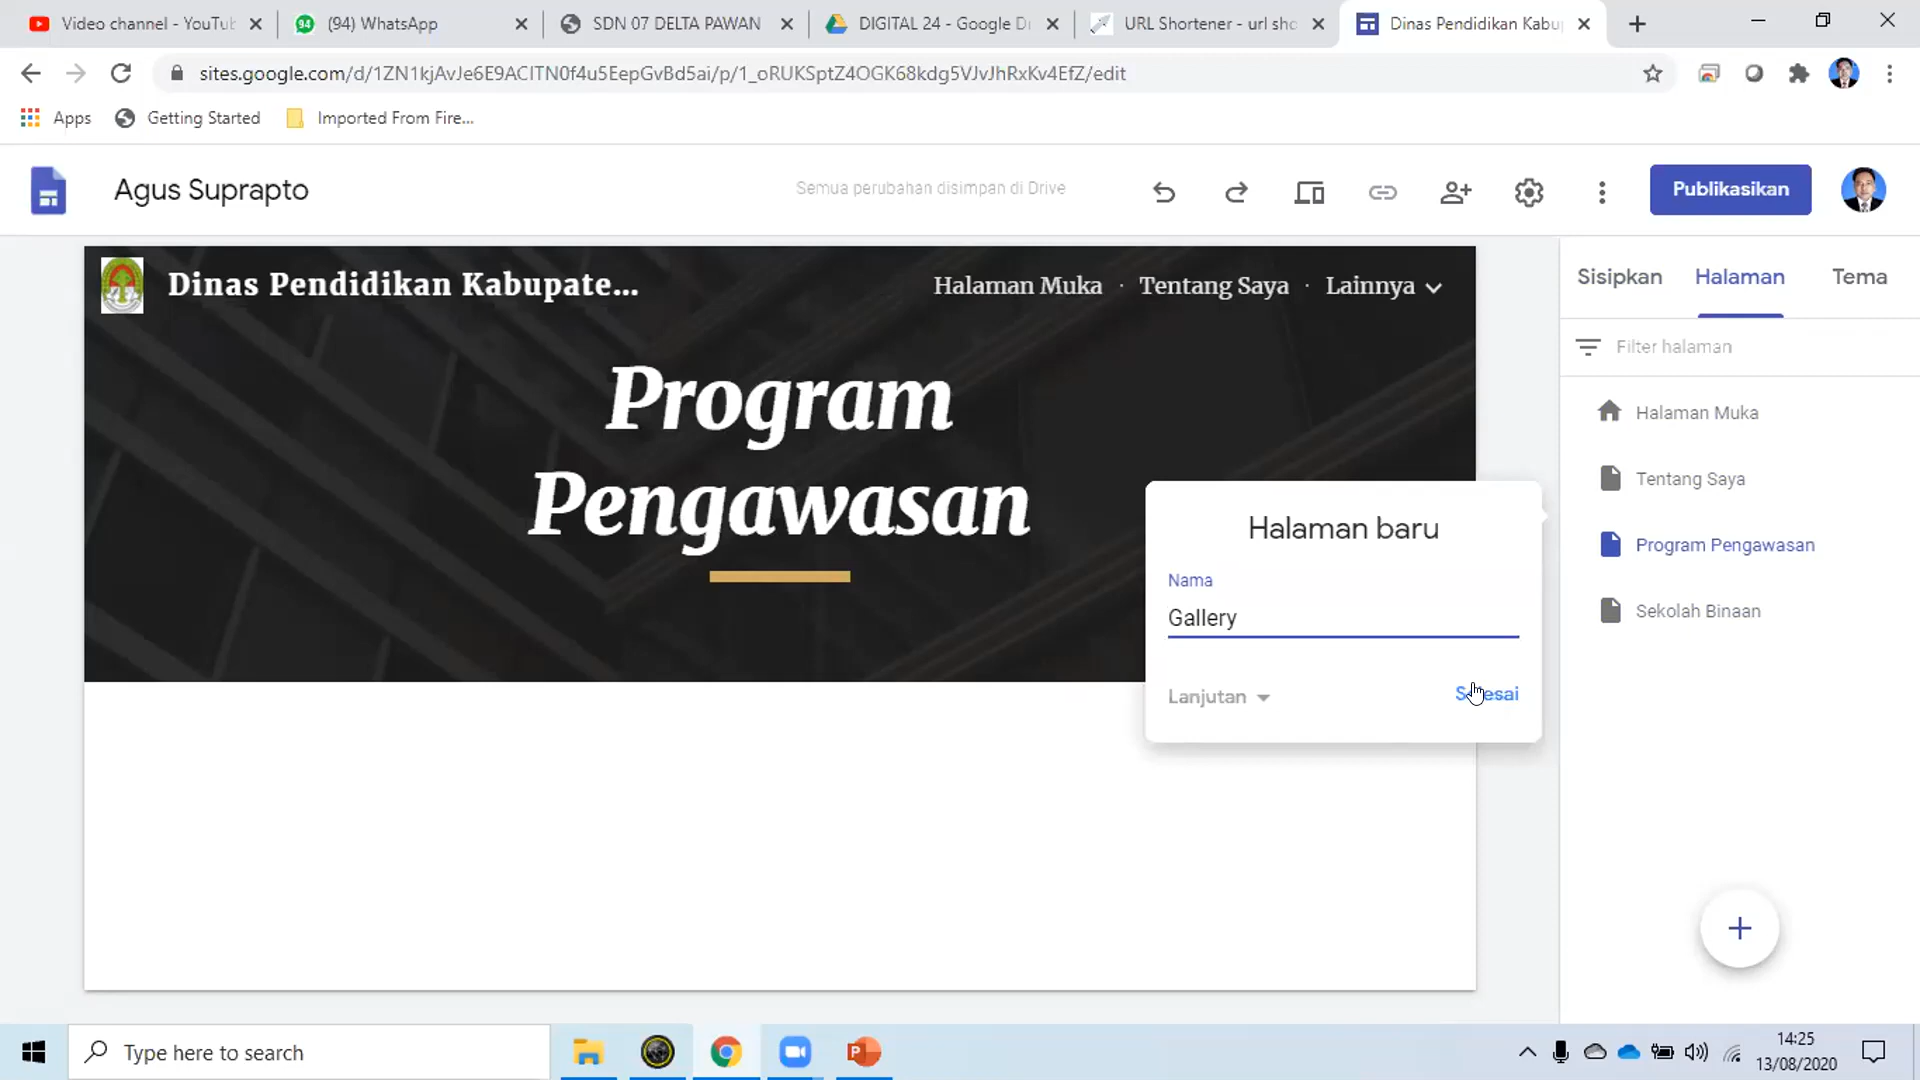 Video channel - YouTub
(94) WhatsApp
SDN 07 DELTA PAWAN
DIGITAL 24 - Google Dr
URL Shortener - url sho
Dinas Pendidikan Kabup
sites.google.com/d/1ZN1kjAvJe6E9ACITN0f4u5EepGvBd5ai/p/1_oRUKSptZ4OGK68kdg5VJvJhRxKv4EfZ/edit
Apps
Getting Started
Imported From Fire...
Agus Suprapto
Semua perubahan disimpan di Drive
Publikasikan
Dinas Pendidikan Kabupate...
Halaman Muka · Tentang Saya · Lainnya
Program
Pengawasan
Sisipkan
Halaman
Tema
Filter halaman
Halaman Muka
Tentang Saya
Program Pengawasan
Sekolah Binaan
Halaman baru
Nama
Gallery
Lanjutan
Selesai
Type here to search
14:25
13/08/2020